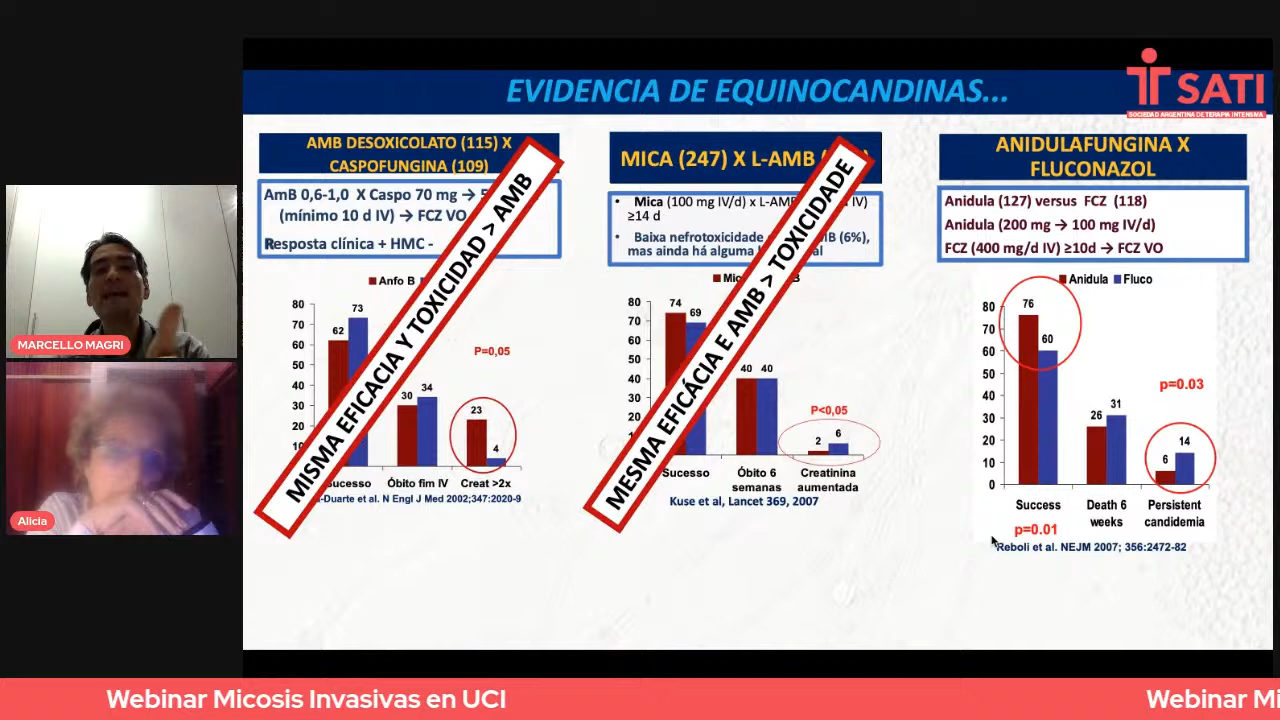 EVIDENCIA DE EQUINOCANDINAS...
SATI
SOCIEDAD ARGENTINA DE TERAPIA INTENSIVA
AMB DESOXICOLATO (115) X
CASPOFUNGINA (109)
AmB 0,6-1,0 X Caspo 70 mg →
(mínimo 10 d IV) → FCZ VO
Resposta clínica + HMC -
Anfo B
80
70
60
50
40
30
20
62
73
30
34
23
4
P=0,05
Sucesso
Óbito fim IV
Creat >2x
-Duarte et al. N Engl J Med 2002;347:2020-9
MISMA EFICACIA Y TOXICIDAD > AMB
MICA (247) X L-AMB
• Mica (100 mg IV/d) x L-AMB IV)
≥14 d
• Baixa nefrotoxicidade (6%),
mas ainda há alguma
80
70
60
50
40
30
20
74
69
40
40
2
6
P<0,05
Sucesso
Óbito 6
semanas
Creatinina
aumentada
Kuse et al, Lancet 369, 2007
MESMA EFICÁCIA E AMB > TOXICIDADE
ANIDULAFUNGINA X
FLUCONAZOL
Anidula (127) versus FCZ (118)
Anidula (200 mg → 100 mg IV/d)
FCZ (400 mg/d IV) ≥10d → FCZ VO
Anidula Fluco
80
70
60
50
40
30
20
10
0
76
60
26
31
6
14
p=0.03
Success
Death 6
weeks
Persistent
candidemia
p=0.01
Reboli et al. NEJM 2007; 356:2472-82
MARCELLO MAGRI
Alicia
Webinar Micosis Invasivas en UCI
Webinar Mi